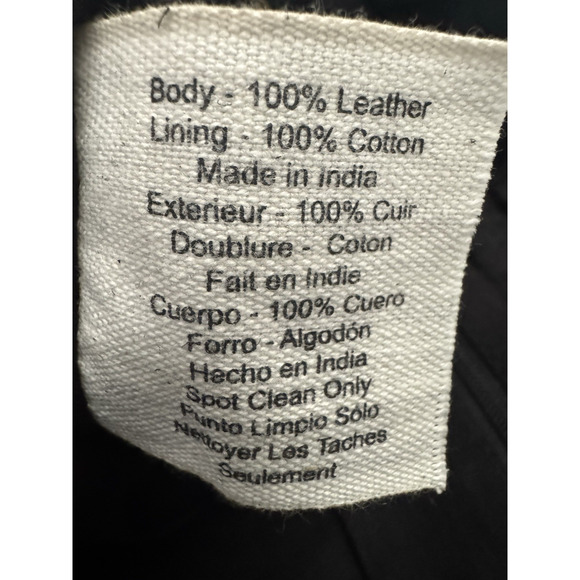 Body - 100% Leather
Lining - 100% Cotton
Made in india
Exterieur - 100% Cuir
Doublure - Coton
Fait en Indie
Cuerpo - 100% Cuero
Forro - Algodón
Hecho en India
Spot Clean Only
Punto Limpio Sólo
Nettoyer Les Taches
Seulement